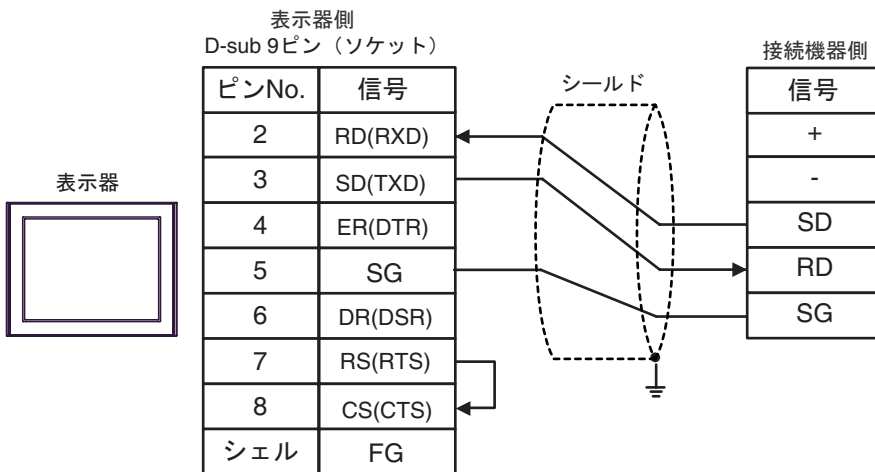 表示器側
D-sub 9ピン（ソケット）
接続機器側
ピンNo. 信号
シールド
信号
2 RD(RXD)
+
表示器
3 SD(TXD)
-
4 ER(DTR)
SD
5 SG
RD
6 DR(DSR)
SG
7 RS(RTS)
8 CS(CTS)
シェル FG